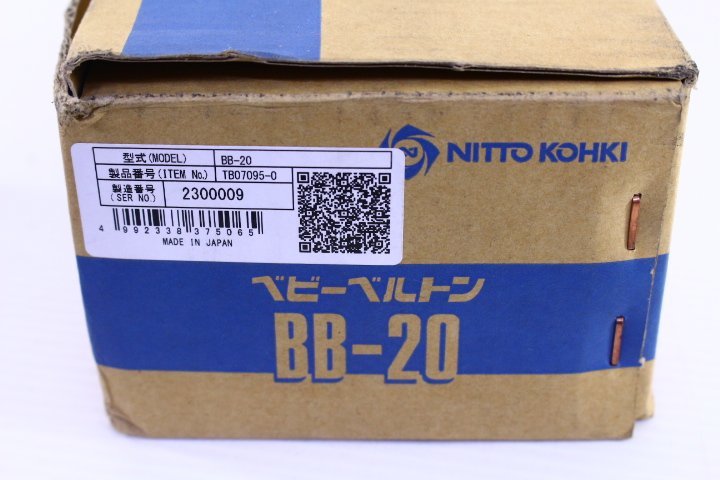 型式(MODEL) BB-20
製品番号(ITEM No.) TB07095-0
製造番号
(SER NO.) 2300009
4 992338 375065
MADE IN JAPAN
NITTO KOHKI
ベビーベルトン
BB-20